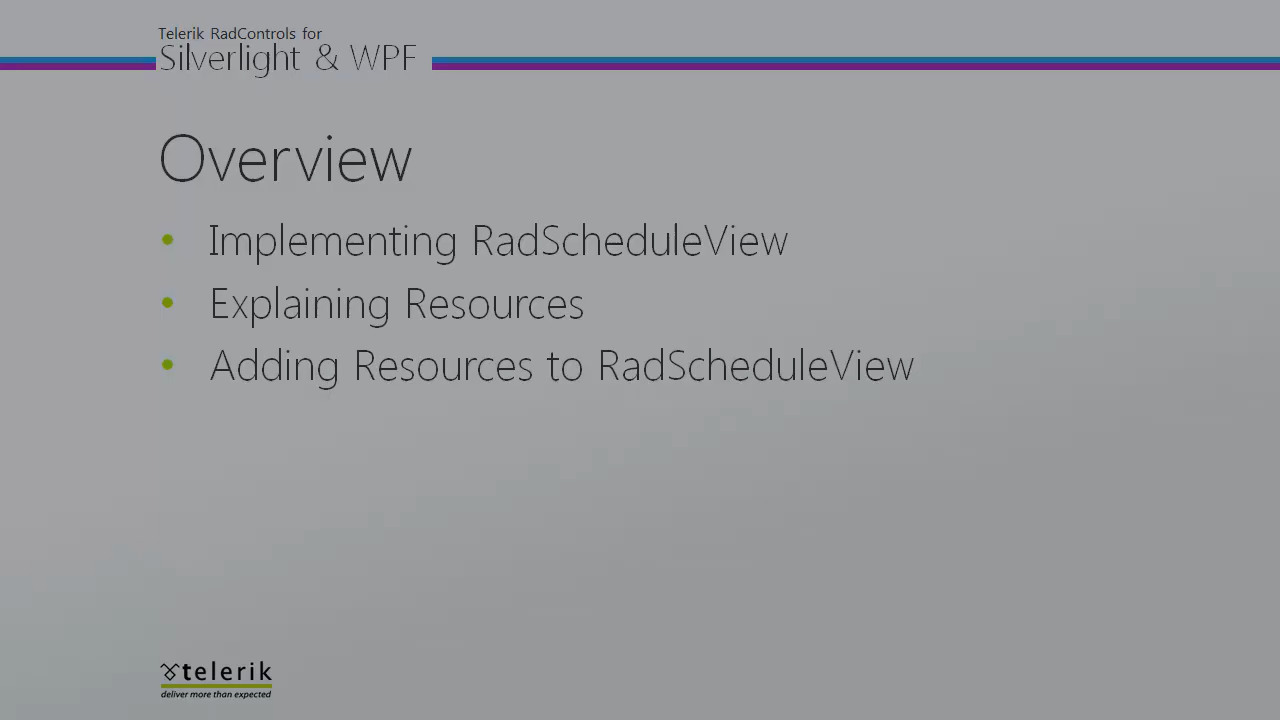 Telerik RadControls for
Silverlight & WPF
Overview
• Implementing RadScheduleView
• Explaining Resources
• Adding Resources to RadScheduleView
telerik
deliver more than expected